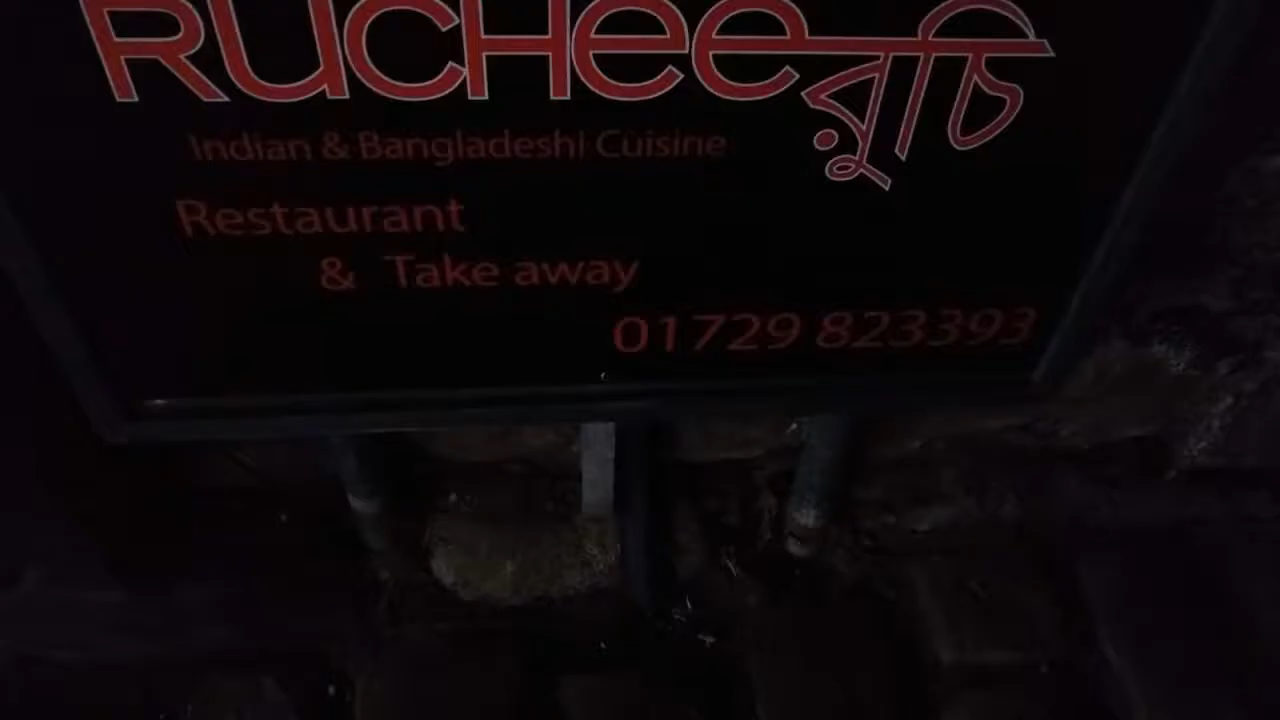 RUCHEE রুচি
Indian & Bangladeshi Cuisine
Restaurant
& Take away
01729 823393